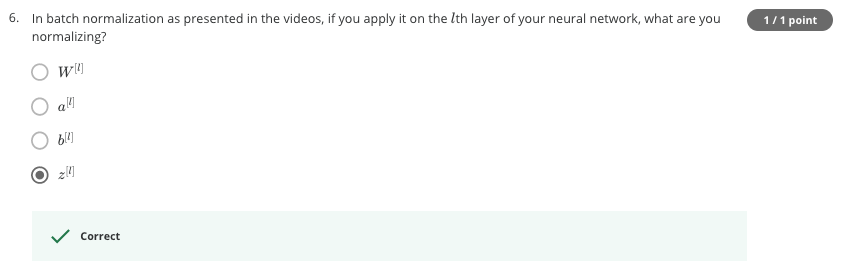 6. In batch normalization as presented in the videos, if you apply it on the lth layer of your neural network, what are you
normalizing?
1 / 1 point
W^[l]
a^[l]
b^[l]
z^[l]
Correct